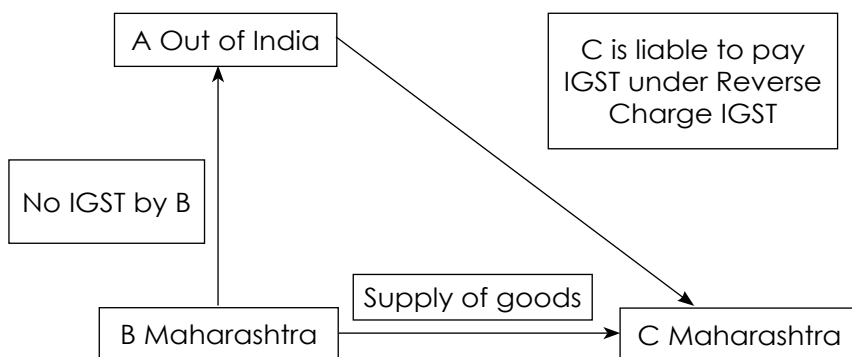 A Out of India
C is liable to pay
IGST under Reverse
Charge IGST
No IGST by B
Supply of goods
B Maharashtra
C Maharashtra